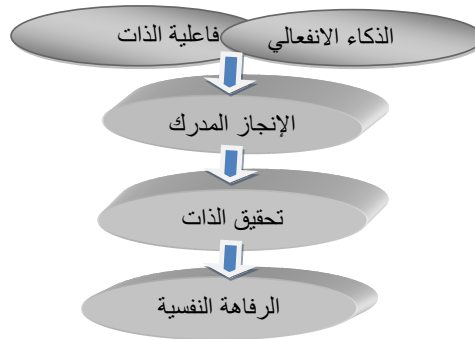 الذكاء الانفعالي
فاعلية الذات
الإنجاز المدرك
تحقيق الذات
الرفاهة النفسية